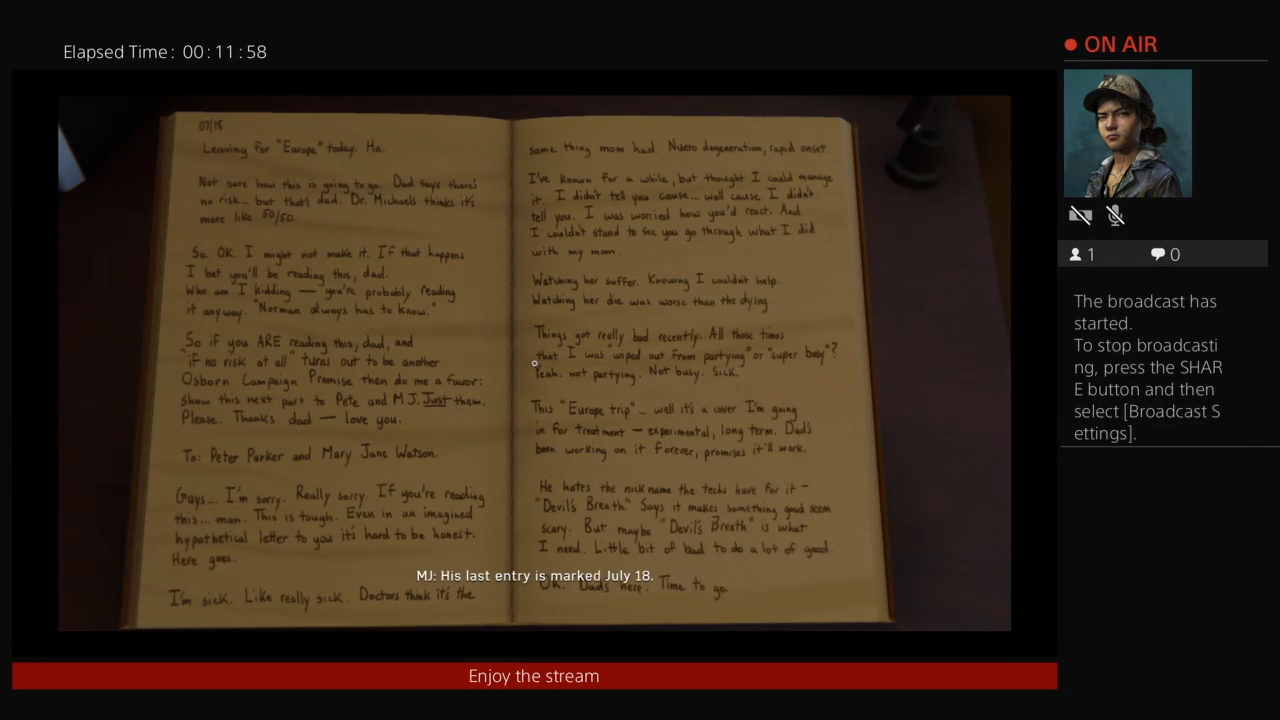 Elapsed Time: 00:11:58
ON AIR
07/18
Leaving for "Europe" today. Ha.
Not sure how this is going to go. Dad says there's
no risk... but that's dad. Dr. Michaels thinks it's
more like 50/50.
So. OK. I might not make it. If that happens
I bet you'll be reading this, dad.
Who am I kidding — you're probably reading
it anyway. "Norman always has to know."
So if you ARE reading this, dad, and
"if no risk at all" turns out to be another
Osborn Campaign Promise then do me a favor:
show this next part to Pete and MJ. Just them.
Please. Thanks dad — love you.
To: Peter Parker and Mary Jane Watson.
Guys... I'm sorry. Really sorry. If you're reading
this... man. This is tough. Even in an imagined
hypothetical letter to you it's hard to be honest.
Here goes.
I'm sick. Like really sick. Doctors think it's the
same thing mom had. Nuero degeneration, rapid onset.
I've known for a while, but thought I could manage
it. I didn't tell you cause... well cause I didn't
tell you. I was worried how you'd react. And
I couldn't stand to see you go through what I did
with my mom.
Watching her suffer. Knowing I couldn't help.
Watching her die was worse than the dying
Things got really bad recently. All those times
that I was "wiped out from partying" or "super busy"?
Yeah. not partying. Not busy. Sick.
This "Europe trip"... well it's a cover. I'm going
in for treatment — experimental, long term. Dad's
been working on it forever, promises it'll work.
He hates the nickname the techs have for it -
"Devil's Breath." Says it makes something good seem
scary. But maybe "Devil's Breath" is what
I need. Little bit of bad to do a lot of good.
Ok. Dad's here. Time to go.
MJ: His last entry is marked July 18.
1
0
The broadcast has
started.
To stop broadcasti
ng, press the SHAR
E button and then
select [Broadcast S
ettings].
Enjoy the stream